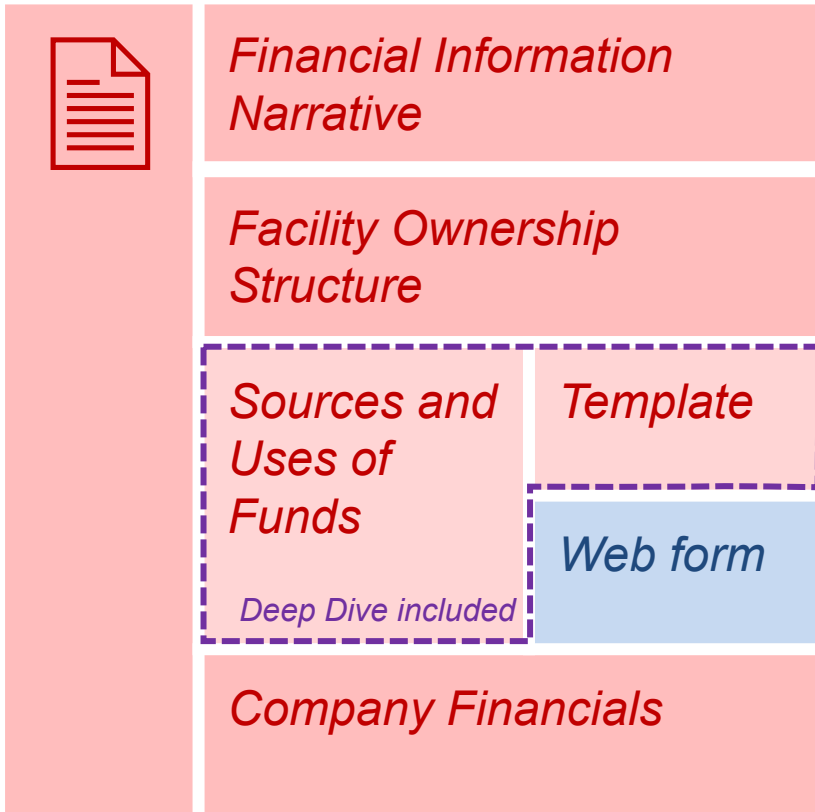 Financial Information
Narrative
Facility Ownership
Structure
Sources and
Uses of
Funds
Deep Dive included
Template
Web form
Company Financials